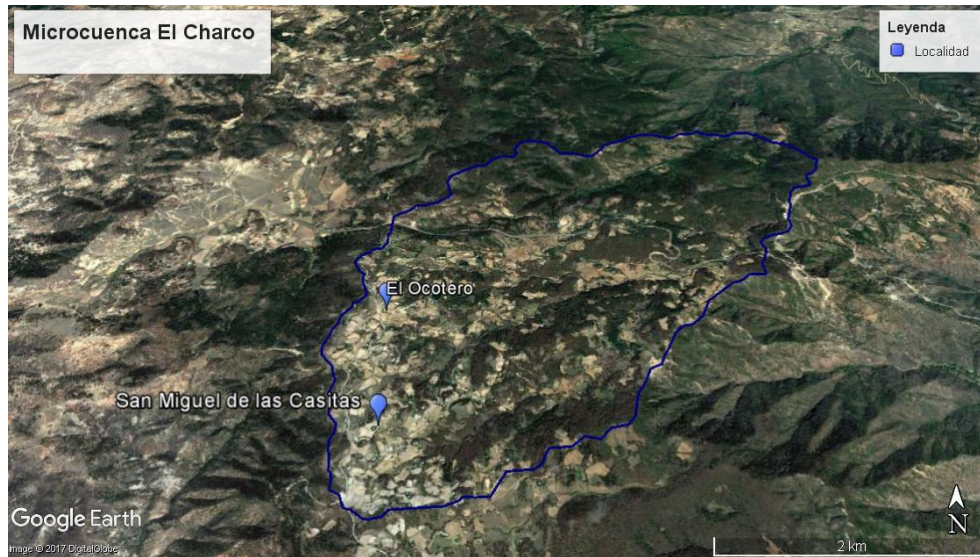 Microcuenca El Charco
Leyenda
Localidad
El Ocotero
San Miguel de las Casitas
Google Earth
Image © 2017 DigitalGlobe
N
2 km